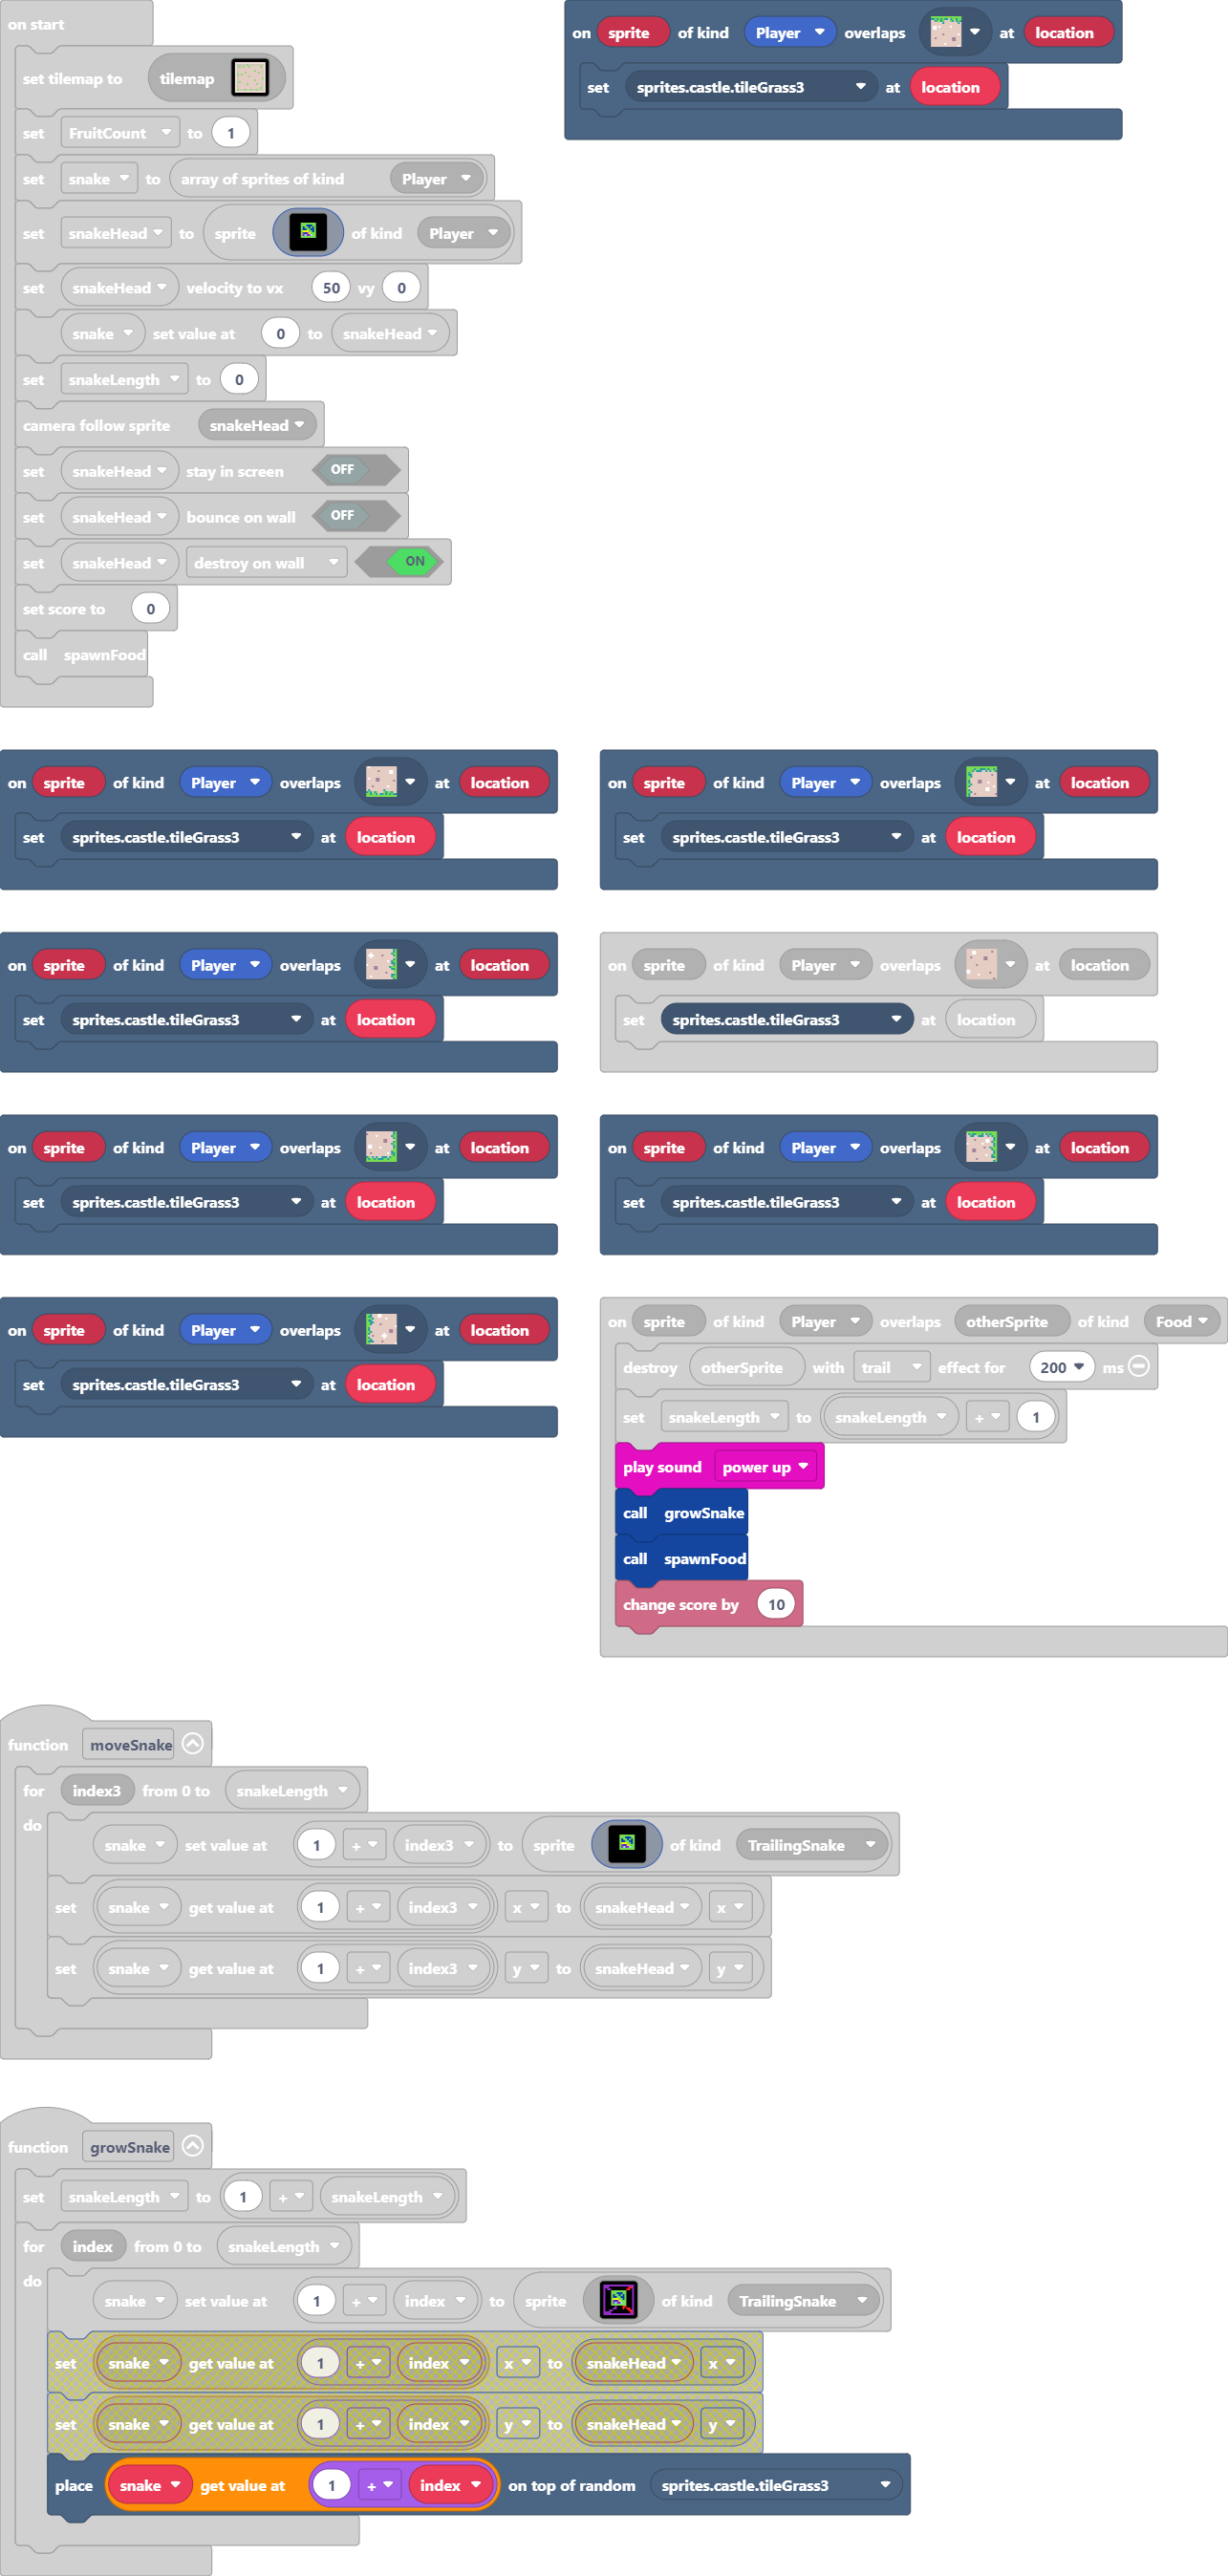 on start
set tilemap to tilemap
set FruitCount to 1
set snake to array of sprites of kind Player
set snakeHead to sprite of kind Player
set snakeHead velocity to vx 50 vy 0
snake set value at 0 to snakeHead
set snakeLength to 0
camera follow sprite snakeHead
set snakeHead stay in screen OFF
set snakeHead bounce on wall OFF
set snakeHead destroy on wall ON
set score to 0
call spawnFood
on sprite of kind Player overlaps at location
set sprites.castle.tileGrass3 at location
on sprite of kind Player overlaps at location
set sprites.castle.tileGrass3 at location
on sprite of kind Player overlaps at location
set sprites.castle.tileGrass3 at location
on sprite of kind Player overlaps at location
set sprites.castle.tileGrass3 at location
on sprite of kind Player overlaps at location
set sprites.castle.tileGrass3 at location
on sprite of kind Player overlaps at location
set sprites.castle.tileGrass3 at location
on sprite of kind Player overlaps at location
set sprites.castle.tileGrass3 at location
on sprite of kind Player overlaps at location
set sprites.castle.tileGrass3 at location
on sprite of kind Player overlaps otherSprite of kind Food
destroy otherSprite with trail effect for 200 ms
set snakeLength to snakeLength + 1
play sound power up
call growSnake
call spawnFood
change score by 10
function moveSnake
for index3 from 0 to snakeLength
do
snake set value at 1 + index3 to sprite of kind TrailingSnake
set snake get value at 1 + index3 x to snakeHead x
set snake get value at 1 + index3 y to snakeHead y
function growSnake
set snakeLength to 1 + snakeLength
for index from 0 to snakeLength
do
snake set value at 1 + index to sprite of kind TrailingSnake
set snake get value at 1 + index x to snakeHead x
set snake get value at 1 + index y to snakeHead y
place snake get value at 1 + index on top of random sprites.castle.tileGrass3